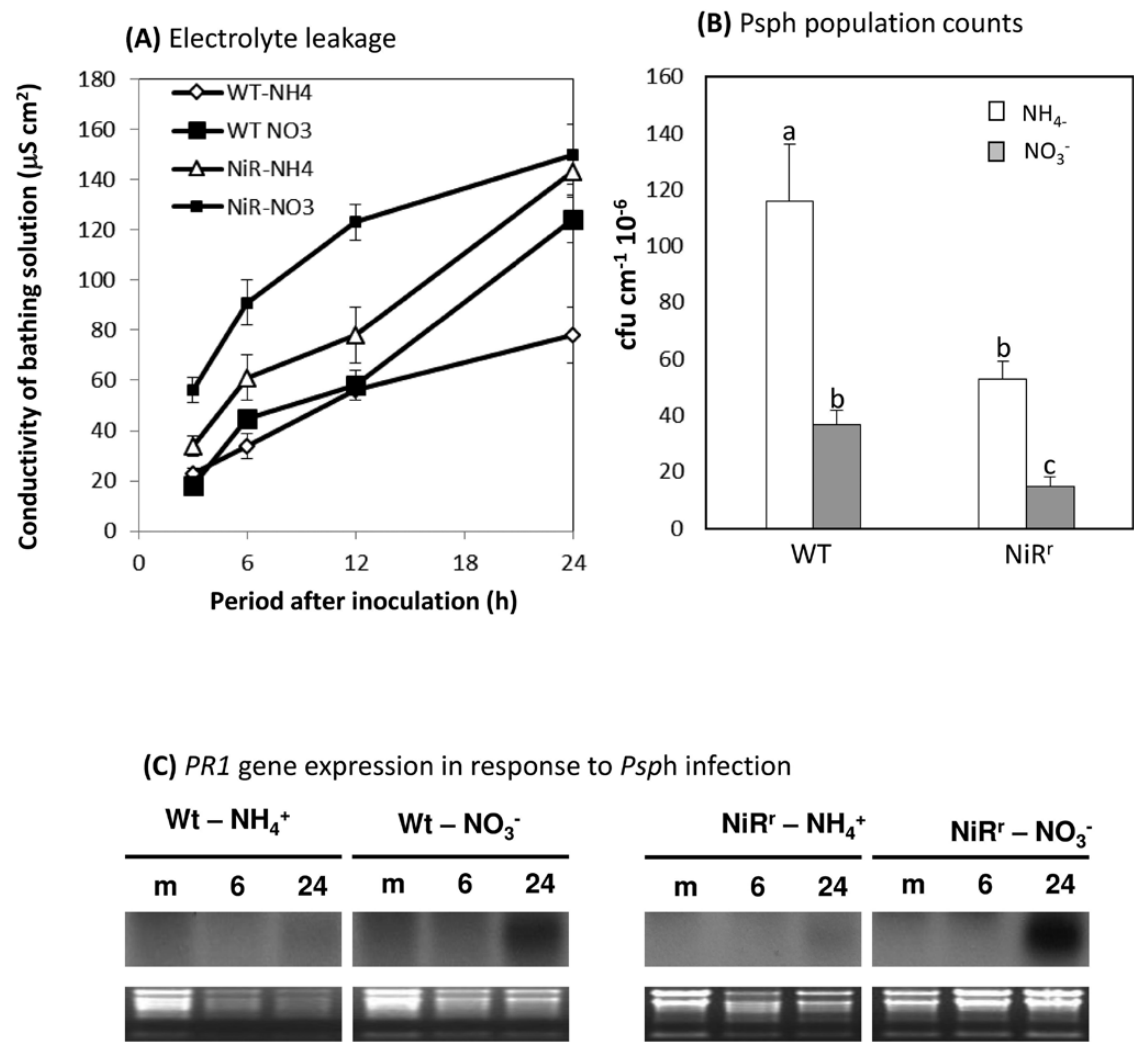 (A) Electrolyte leakage
Conductivity of bathing solution (µS cm²)
180
160
140
120
100
80
60
40
20
0
WT-NH4
WT NO3
NiR-NH4
NiR-NO3
0 6 12 18 24
Period after inoculation (h)
(B) Psph population counts
cfu cm⁻¹ 10⁻⁶
160
140
120
100
80
60
40
20
0
NH₄₋
NO₃⁻
a
b
b
c
WT NiRʳ
(C) PR1 gene expression in response to Psph infection
Wt – NH₄⁺ Wt – NO₃⁻ NiRʳ – NH₄⁺ NiRʳ – NO₃⁻
m 6 24 m 6 24 m 6 24 m 6 24